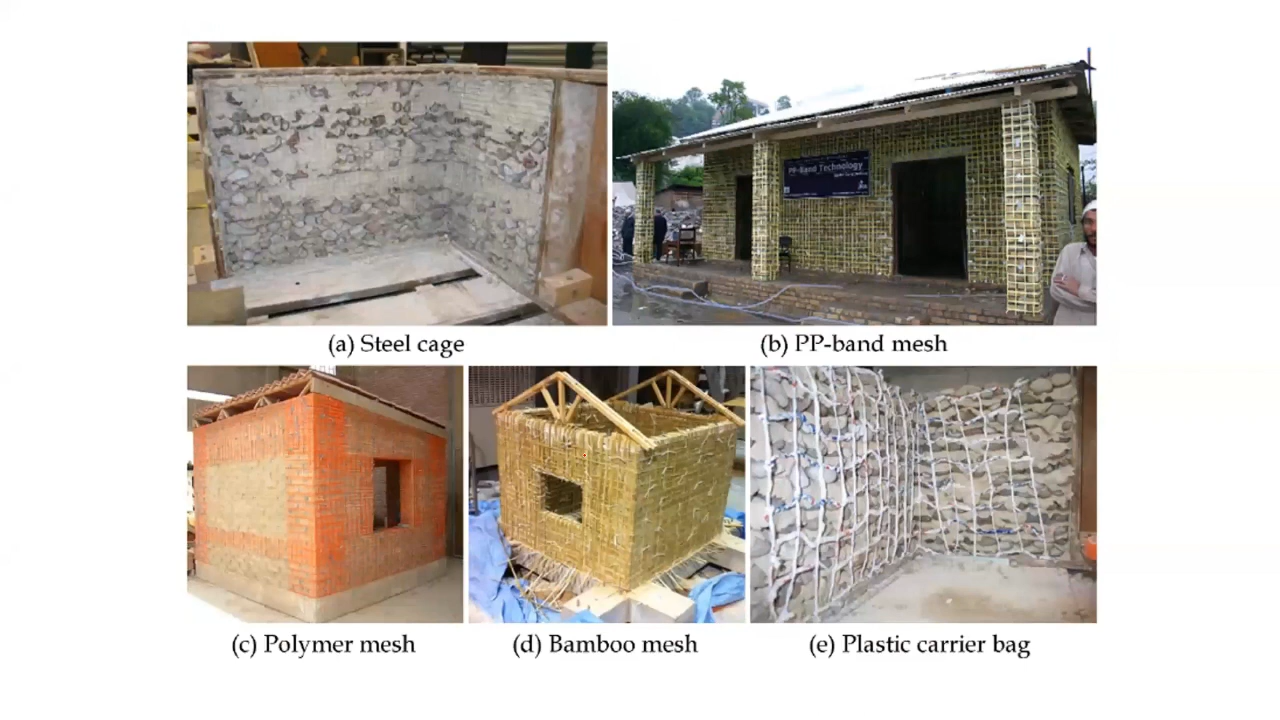 PP-Band Technology
(a) Steel cage
(b) PP-band mesh
(c) Polymer mesh
(d) Bamboo mesh
(e) Plastic carrier bag